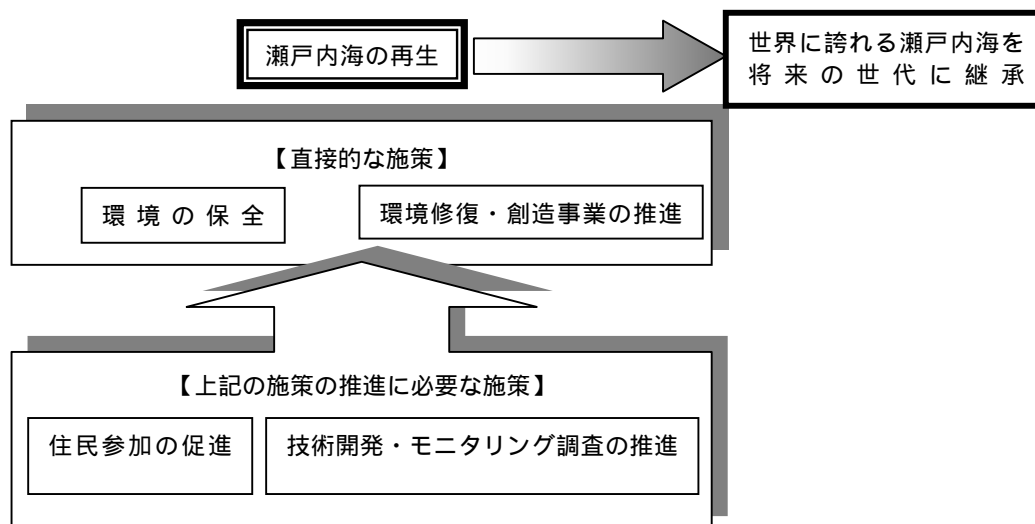 瀬戸内海の再生
世界に誇れる瀬戸内海を
将来の世代に継承
【直接的な施策】
環境の保全
環境修復・創造事業の推進
【上記の施策の推進に必要な施策】
住民参加の促進
技術開発・モニタリング調査の推進